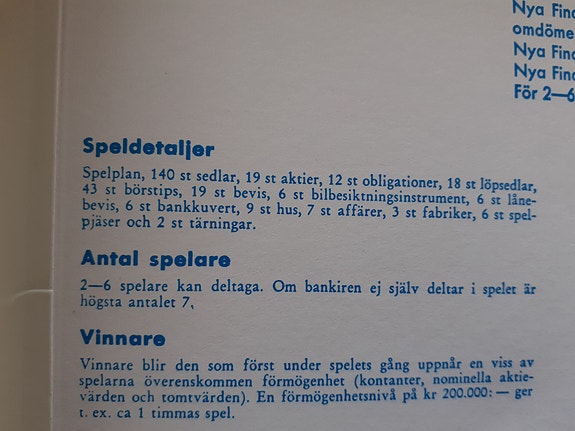 Nya Find
omdöme
Nya Find
Nya Find
För 2—6
Speldetaljer
Spelplan, 140 st sedlar, 19 st aktier, 12 st obligationer, 18 st löpsedlar,
43 st börstips, 19 st bevis, 6 st bilbesiktningsinstrument, 6 st låne-
bevis, 6 st bankkuvert, 9 st hus, 7 st affärer, 3 st fabriker, 6 st spel-
pjäser och 2 st tärningar.
Antal spelare
2—6 spelare kan deltaga. Om bankiren ej själv deltar i spelet är
högsta antalet 7.
Vinnare
Vinnare blir den som först under spelets gång uppnår en viss av
spelarna överenskommen förmögenhet (kontanter, nominella aktie-
värden och tomtvärden). En förmögenhetsnivå på kr 200.000: — ger
t. ex. ca 1 timmas spel.